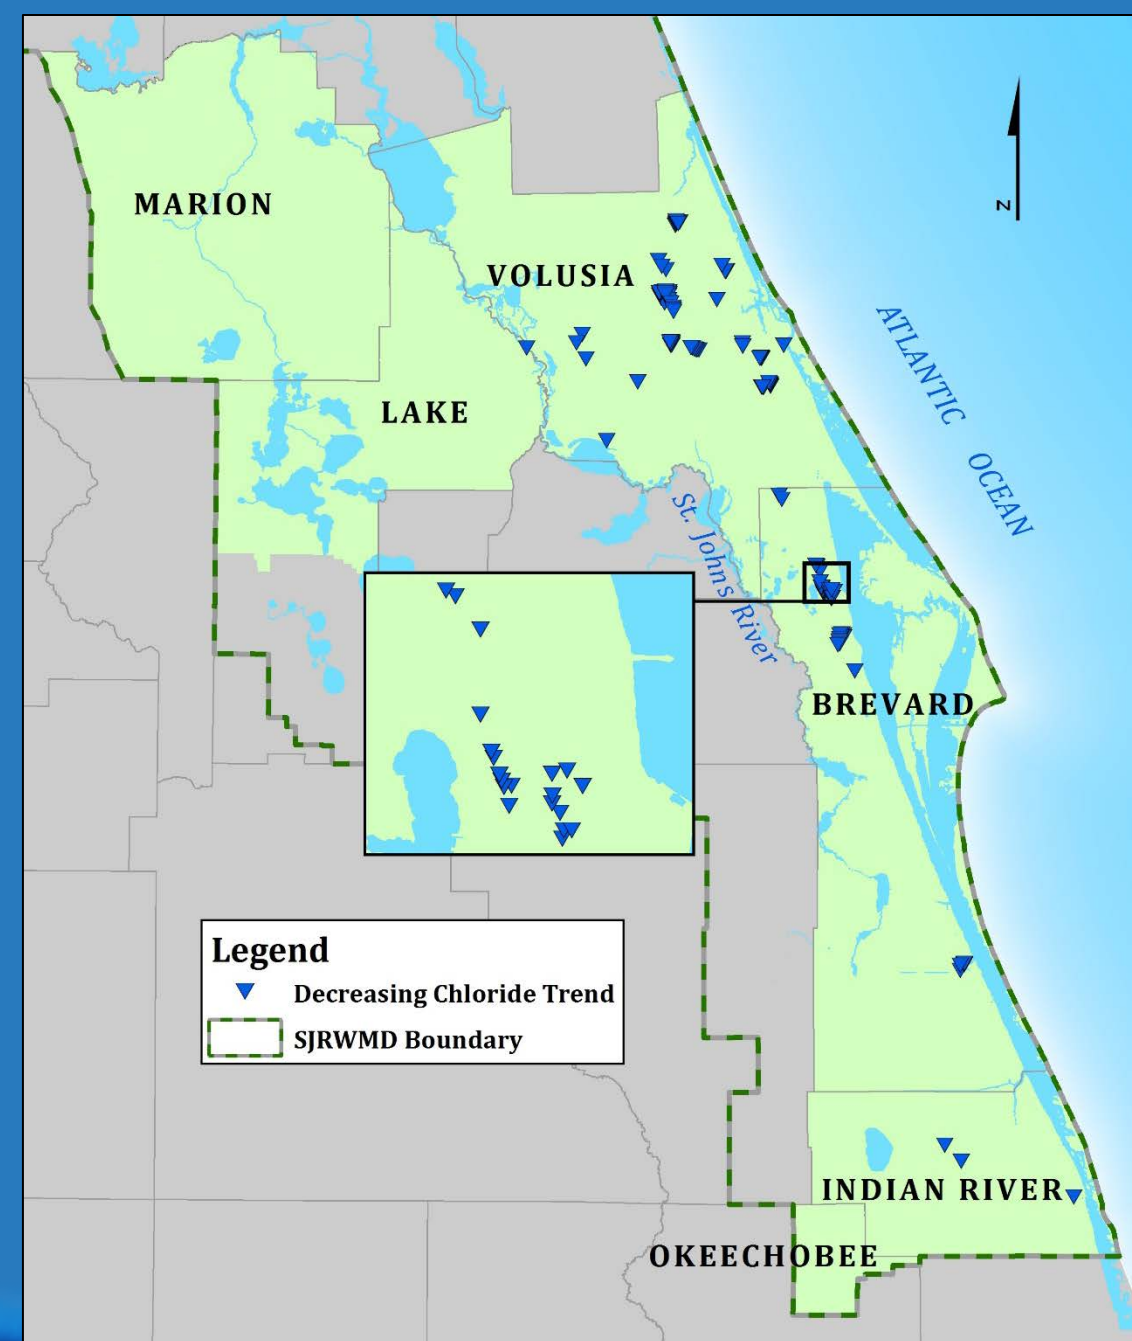 MARION
VOLUSIA
LAKE
ATLANTIC OCEAN
St. Johns River
BREVARD
N
Legend
Decreasing Chloride Trend
SJRWMD Boundary
INDIAN RIVER
OKEECHOBEE